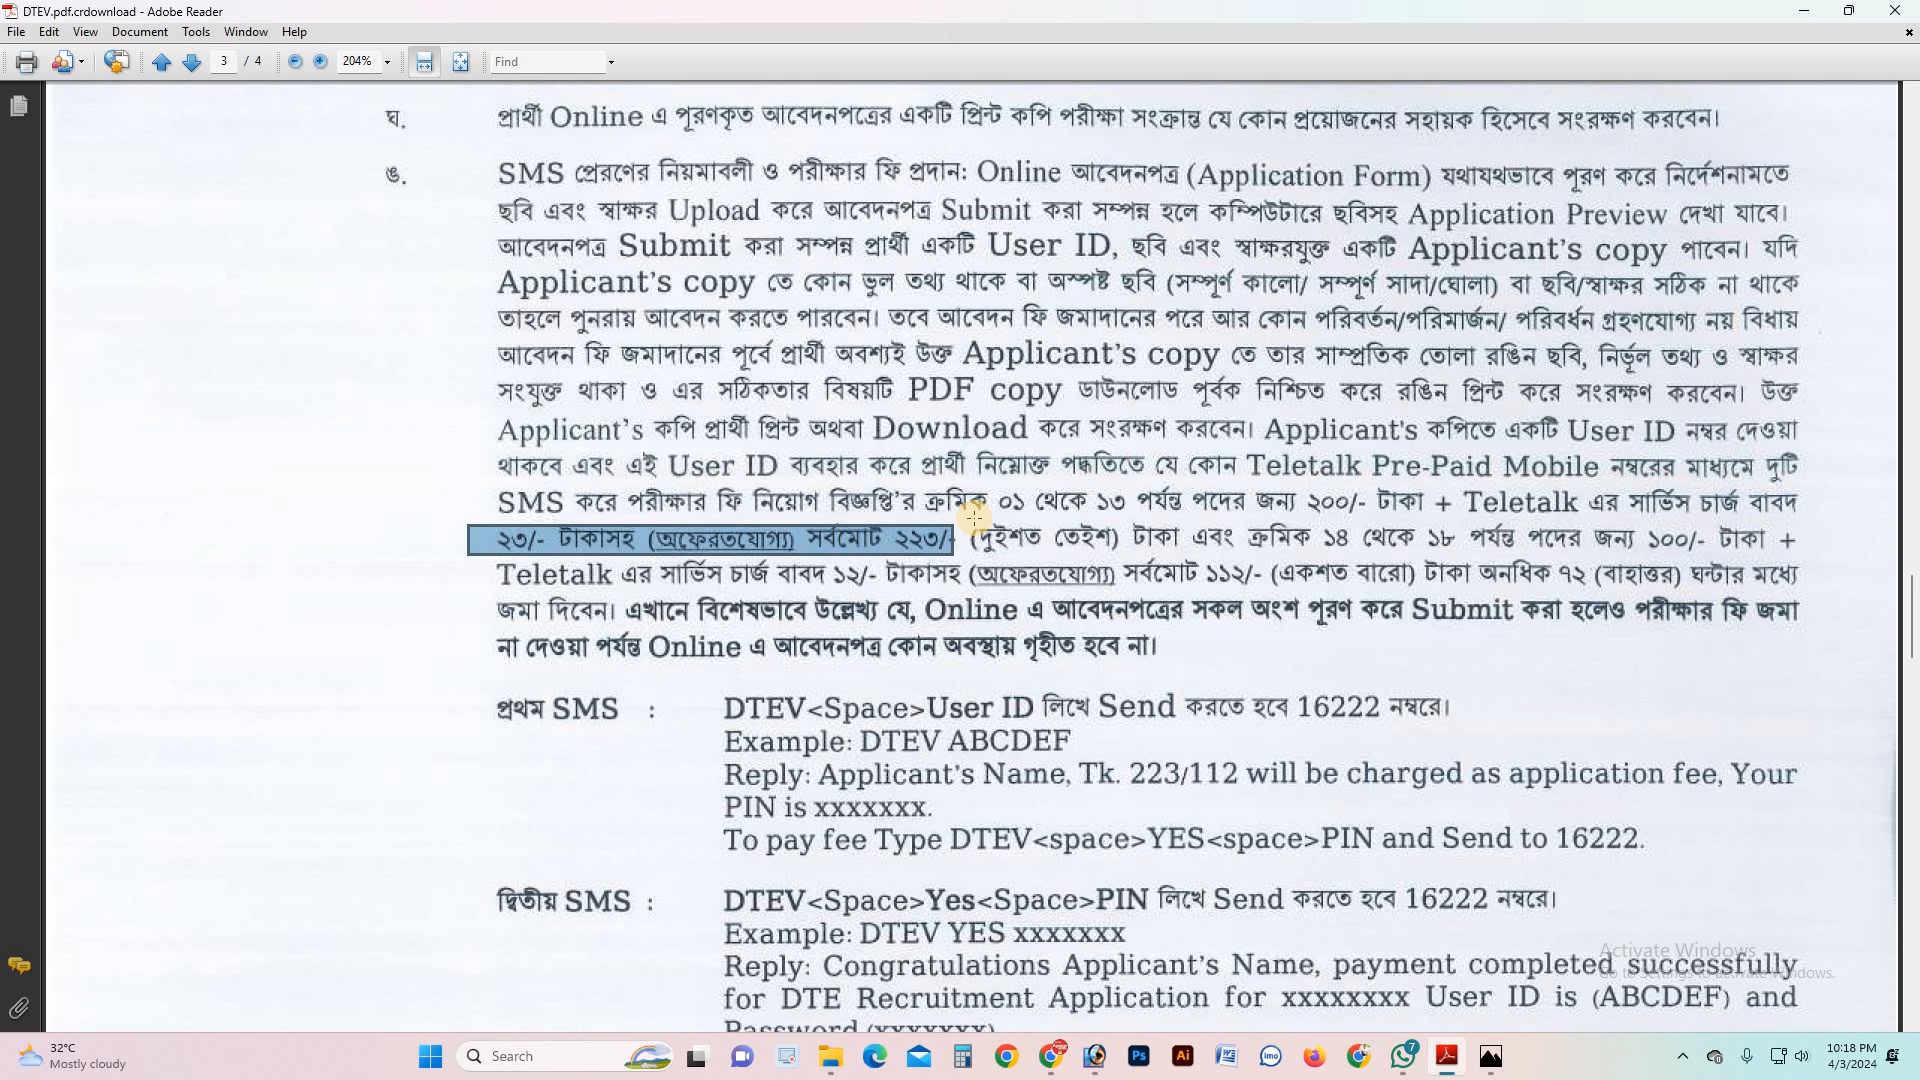 DTEV.pdf.crdownload - Adobe Reader
File Edit View Document Tools Window Help
3 / 4 204% Find
ঘ. প্রার্থী Online এ পূরণকৃত আবেদনপত্রের একটি প্রিন্ট কপি পরীক্ষা সংক্রান্ত যে কোন প্রয়োজনের সহায়ক হিসেবে সংরক্ষণ করবেন।
ঙ. SMS প্রেরণের নিয়মাবলী ও পরীক্ষার ফি প্রদান: Online আবেদনপত্র (Application Form) যথাযথভাবে পূরণ করে নির্দেশনামতে
ছবি এবং স্বাক্ষর Upload করে আবেদনপত্র Submit করা সম্পন্ন হলে কম্পিউটারে ছবিসহ Application Preview দেখা যাবে।
আবেদনপত্র Submit করা সম্পন্ন প্রার্থী একটি User ID, ছবি এবং স্বাক্ষরযুক্ত একটি Applicant's copy পাবেন। যদি
Applicant's copy তে কোন ভুল তথ্য থাকে বা অস্পষ্ট ছবি (সম্পূর্ণ কালো/ সম্পূর্ণ সাদা/ঘোলা) বা ছবি/স্বাক্ষর সঠিক না থাকে
তাহলে পুনরায় আবেদন করতে পারবেন। তবে আবেদন ফি জমাদানের পরে আর কোন পরিবর্তন/পরিমার্জন/ পরিবর্ধন গ্রহণযোগ্য নয় বিধায়
আবেদন ফি জমাদানের পূর্বে প্রার্থী অবশ্যই উক্ত Applicant's copy তে তার সাম্প্রতিক তোলা রঙিন ছবি, নির্ভূল তথ্য ও স্বাক্ষর
সংযুক্ত থাকা ও এর সঠিকতার বিষয়টি PDF copy ডাউনলোড পূর্বক নিশ্চিত করে রঙিন প্রিন্ট করে সংরক্ষণ করবেন। উক্ত
Applicant's কপি প্রার্থী প্রিন্ট অথবা Download করে সংরক্ষণ করবেন। Applicant's কপিতে একটি User ID নম্বর দেওয়া
থাকবে এবং এই User ID ব্যবহার করে প্রার্থী নিম্নোক্ত পদ্ধতিতে যে কোন Teletalk Pre-Paid Mobile নম্বরের মাধ্যমে দুটি
SMS করে পরীক্ষার ফি নিয়োগ বিজ্ঞপ্তি'র ক্রমিক ০১ থেকে ১৩ পর্যন্ত পদের জন্য ২০০/- টাকা + Teletalk এর সার্ভিস চার্জ বাবদ
২৩/- টাকাসহ (অফেরতযোগ্য) সর্বমোট ২২৩/- (দুইশত তেইশ) টাকা এবং ক্রমিক ১৪ থেকে ১৮ পর্যন্ত পদের জন্য ১০০/- টাকা +
Teletalk এর সার্ভিস চার্জ বাবদ ১২/- টাকাসহ (অফেরতযোগ্য) সর্বমোট ১১২/- (একশত বারো) টাকা অনধিক ৭২ (বাহাত্তর) ঘন্টার মধ্যে
জমা দিবেন। এখানে বিশেষভাবে উল্লেখ্য যে, Online এ আবেদনপত্রের সকল অংশ পূরণ করে Submit করা হলেও পরীক্ষার ফি জমা
না দেওয়া পর্যন্ত Online এ আবেদনপত্র কোন অবস্থায় গৃহীত হবে না।
প্রথম SMS : DTEV<Space>User ID লিখে Send করতে হবে 16222 নম্বরে।
Example: DTEV ABCDEF
Reply: Applicant's Name, Tk. 223/112 will be charged as application fee, Your
PIN is xxxxxxx.
To pay fee Type DTEV<space>YES<space>PIN and Send to 16222.
দ্বিতীয় SMS : DTEV<Space>Yes<Space>PIN লিখে Send করতে হবে 16222 নম্বরে।
Example: DTEV YES xxxxxxx
Reply: Congratulations Applicant's Name, payment completed successfully
for DTE Recruitment Application for xxxxxxxx User ID is (ABCDEF) and
Password (xxxxxxx)
Activate Windows
Go to Settings to activate Windows.
32°C
Mostly cloudy
Search
7
10:18 PM
4/3/2024